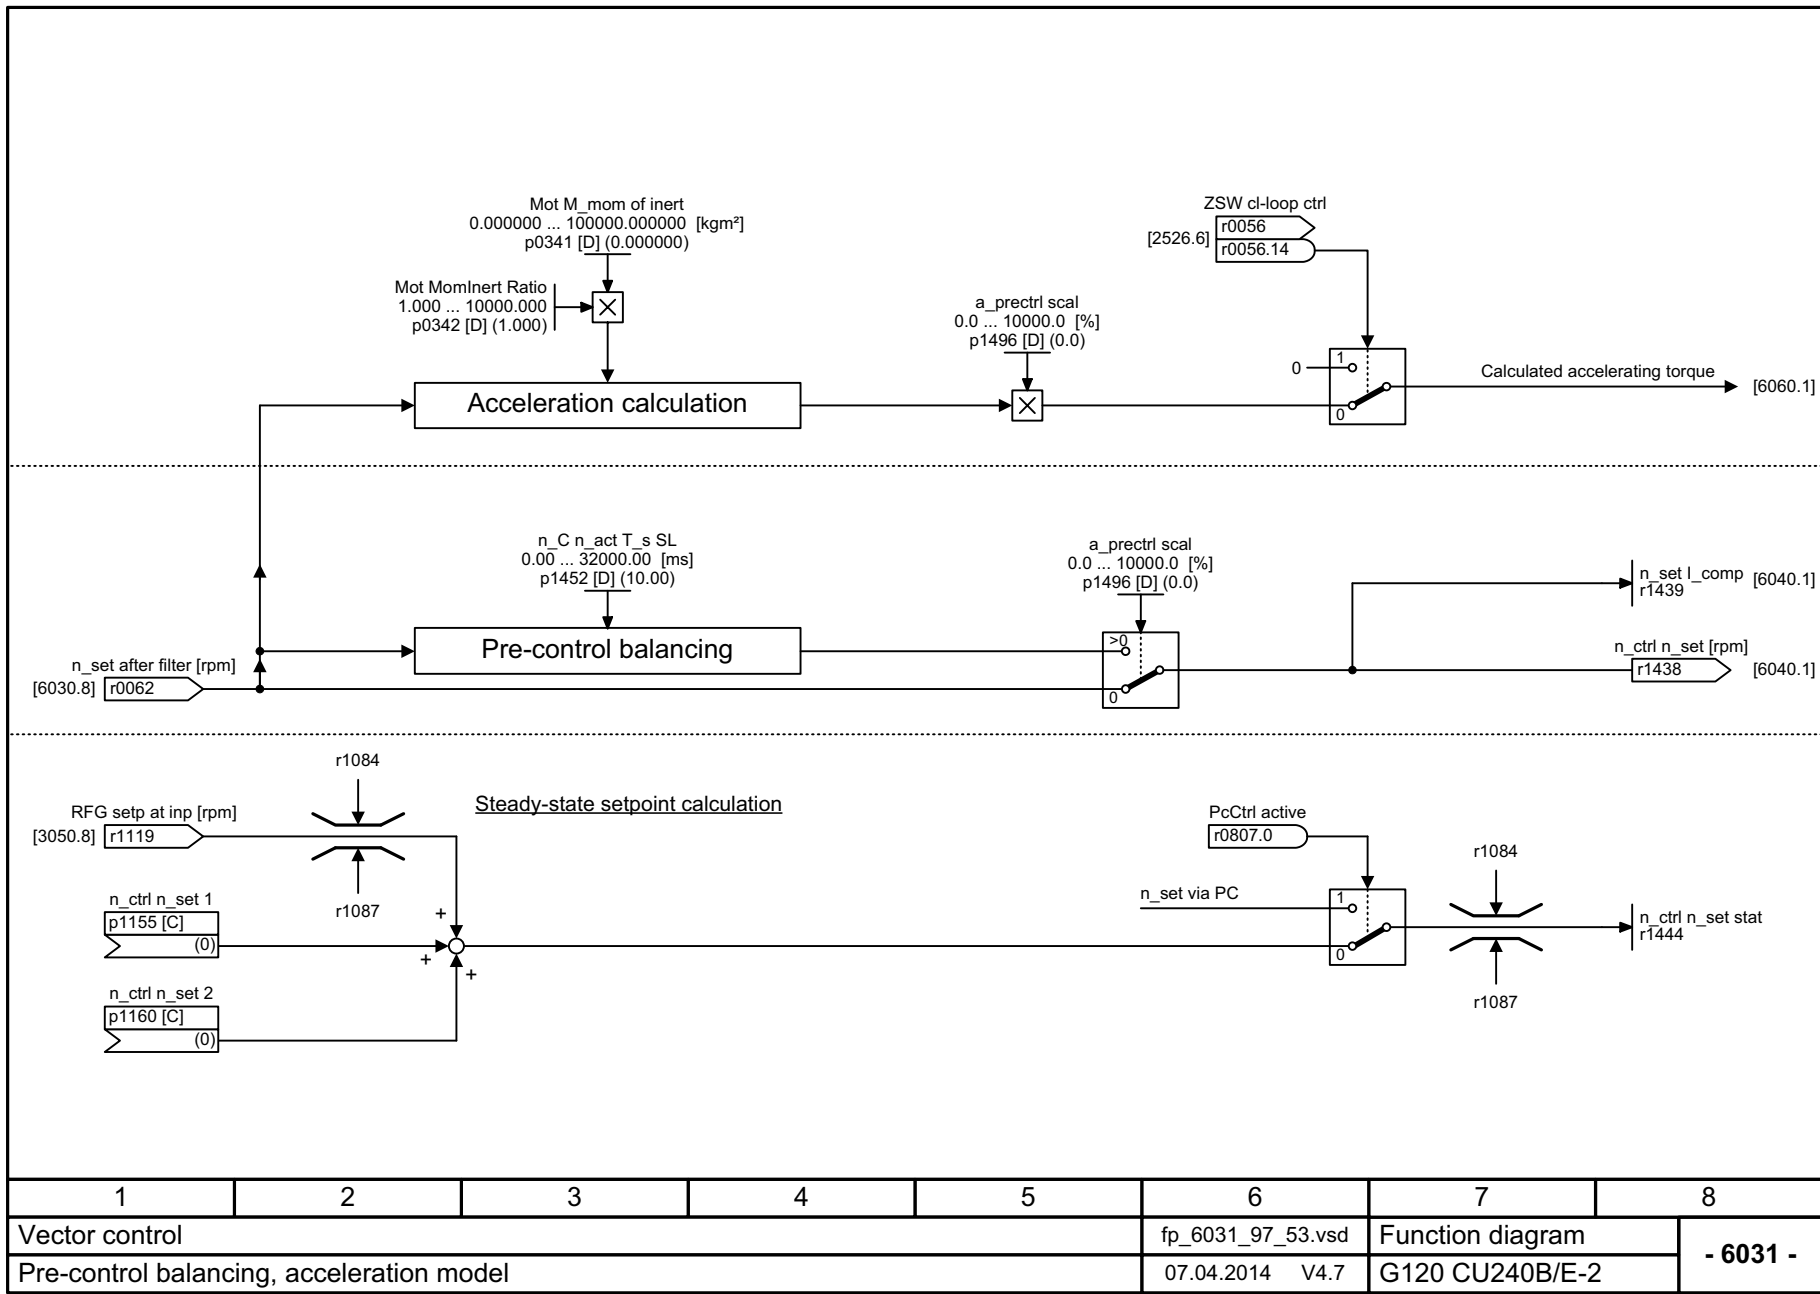 Mot M_mom of inert
0.000000 ... 100000.000000 [kgm²]
p0341 [D] (0.000000)
Mot MomInert Ratio
1.000 ... 10000.000
p0342 [D] (1.000)
a_prectrl scal
0.0 ... 10000.0 [%]
p1496 [D] (0.0)
ZSW cl-loop ctrl
[2526.6]
r0056
r0056.14
Acceleration calculation
0
1
0
Calculated accelerating torque
[6060.1]
n_C n_act T_s SL
0.00 ... 32000.00 [ms]
p1452 [D] (10.00)
a_prectrl scal
0.0 ... 10000.0 [%]
p1496 [D] (0.0)
Pre-control balancing
>0
0
n_set I_comp
r1439
[6040.1]
n_set after filter [rpm]
[6030.8]
r0062
n_ctrl n_set [rpm]
r1438
[6040.1]
r1084
RFG setp at inp [rpm]
[3050.8]
r1119
r1087
Steady-state setpoint calculation
n_ctrl n_set 1
p1155 [C]
(0)
+
+
+
n_ctrl n_set 2
p1160 [C]
(0)
PcCtrl active
r0807.0
n_set via PC
1
0
r1084
r1087
n_ctrl n_set stat
r1444
1 2 3 4 5 6 7 8
Vector control
fp_6031_97_53.vsd
Function diagram
- 6031 -
Pre-control balancing, acceleration model
07.04.2014 V4.7
G120 CU240B/E-2